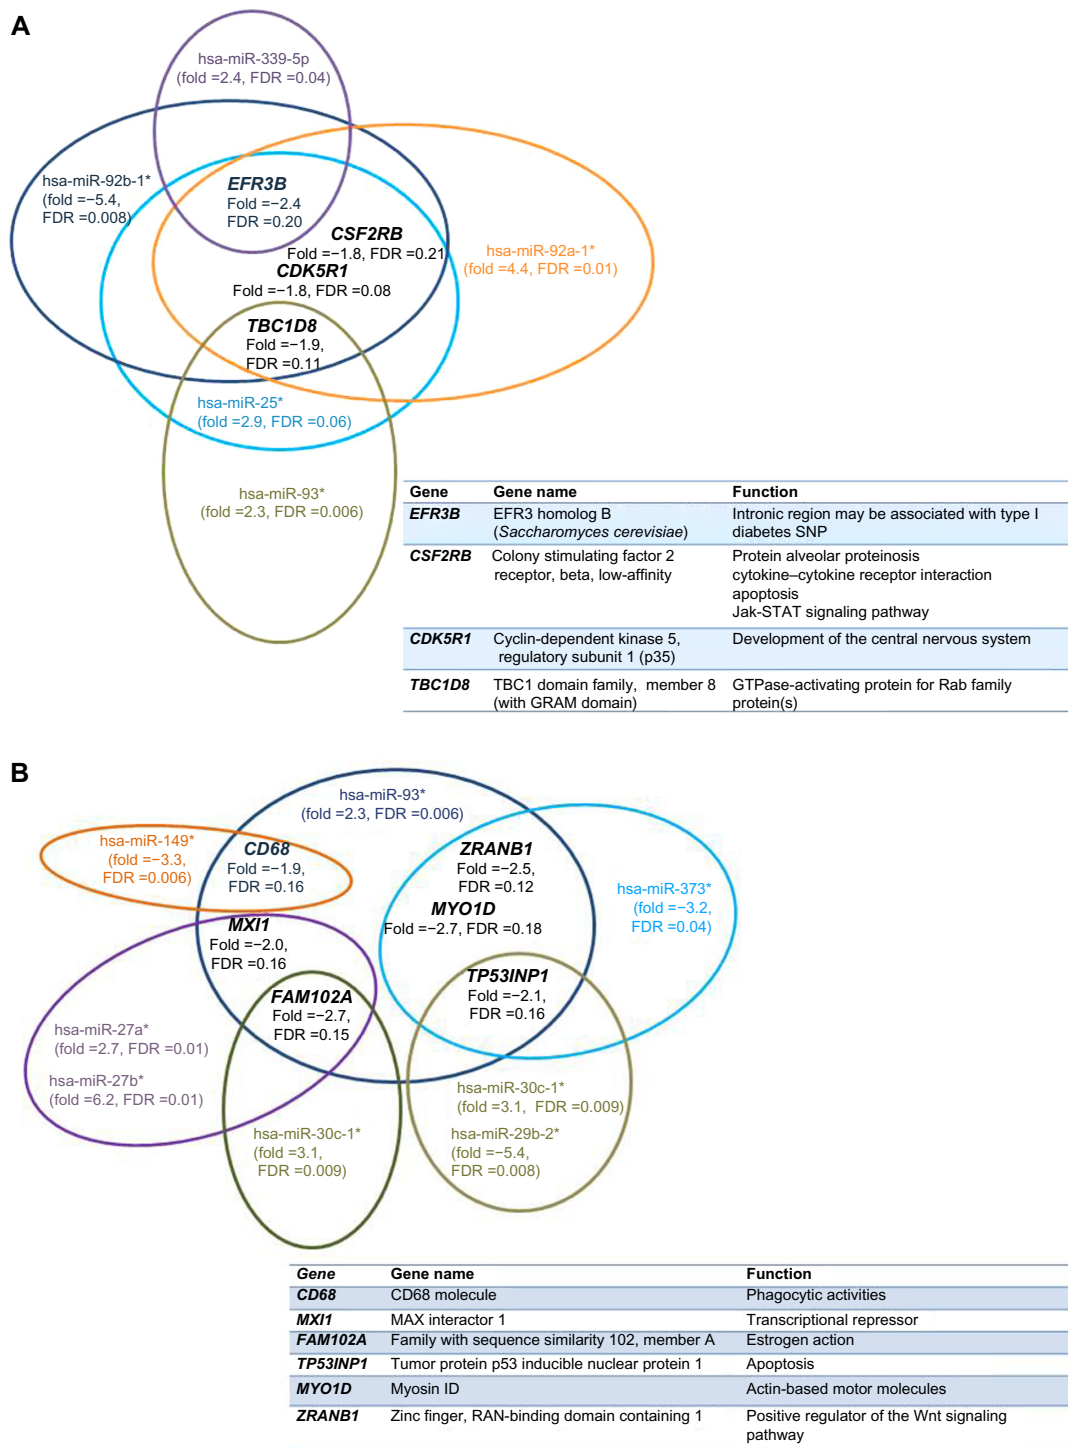 A
hsa-miR-339-5p
(fold =2.4, FDR =0.04)
hsa-miR-92b-1*
(fold =−5.4,
FDR =0.008)
EFR3B
Fold =−2.4
FDR =0.20
CSF2RB
Fold =−1.8, FDR =0.21
hsa-miR-92a-1*
(fold =4.4, FDR =0.01)
CDK5R1
Fold =−1.8, FDR =0.08
TBC1D8
Fold =−1.9,
FDR =0.11
hsa-miR-25*
(fold =2.9, FDR =0.06)
hsa-miR-93*
(fold =2.3, FDR =0.006)
Gene Gene name Function
EFR3B EFR3 homolog B Intronic region may be associated with type I
(Saccharomyces cerevisiae) diabetes SNP
CSF2RB Colony stimulating factor 2 Protein alveolar proteinosis
receptor, beta, low-affinity cytokine–cytokine receptor interaction
apoptosis
Jak-STAT signaling pathway
CDK5R1 Cyclin-dependent kinase 5, Development of the central nervous system
regulatory subunit 1 (p35)
TBC1D8 TBC1 domain family, member 8 GTPase-activating protein for Rab family
(with GRAM domain) protein(s)
B
hsa-miR-93*
(fold =2.3, FDR =0.006)
hsa-miR-149*
(fold =−3.3,
FDR =0.006)
CD68
Fold =−1.9,
FDR =0.16
ZRANB1
Fold =−2.5,
FDR =0.12
hsa-miR-373*
(fold =−3.2,
FDR =0.04)
MYO1D
Fold =−2.7, FDR =0.18
MXI1
Fold =−2.0,
FDR =0.16
TP53INP1
Fold =−2.1,
FDR =0.16
FAM102A
Fold =−2.7,
FDR =0.15
hsa-miR-27a*
(fold =2.7, FDR =0.01)
hsa-miR-27b*
(fold =6.2, FDR =0.01)
hsa-miR-30c-1*
(fold =3.1, FDR =0.009)
hsa-miR-29b-2*
(fold =−5.4,
FDR =0.008)
hsa-miR-30c-1*
(fold =3.1,
FDR =0.009)
Gene Gene name Function
CD68 CD68 molecule Phagocytic activities
MXI1 MAX interactor 1 Transcriptional repressor
FAM102A Family with sequence similarity 102, member A Estrogen action
TP53INP1 Tumor protein p53 inducible nuclear protein 1 Apoptosis
MYO1D Myosin ID Actin-based motor molecules
ZRANB1 Zinc finger, RAN-binding domain containing 1 Positive regulator of the Wnt signaling
pathway